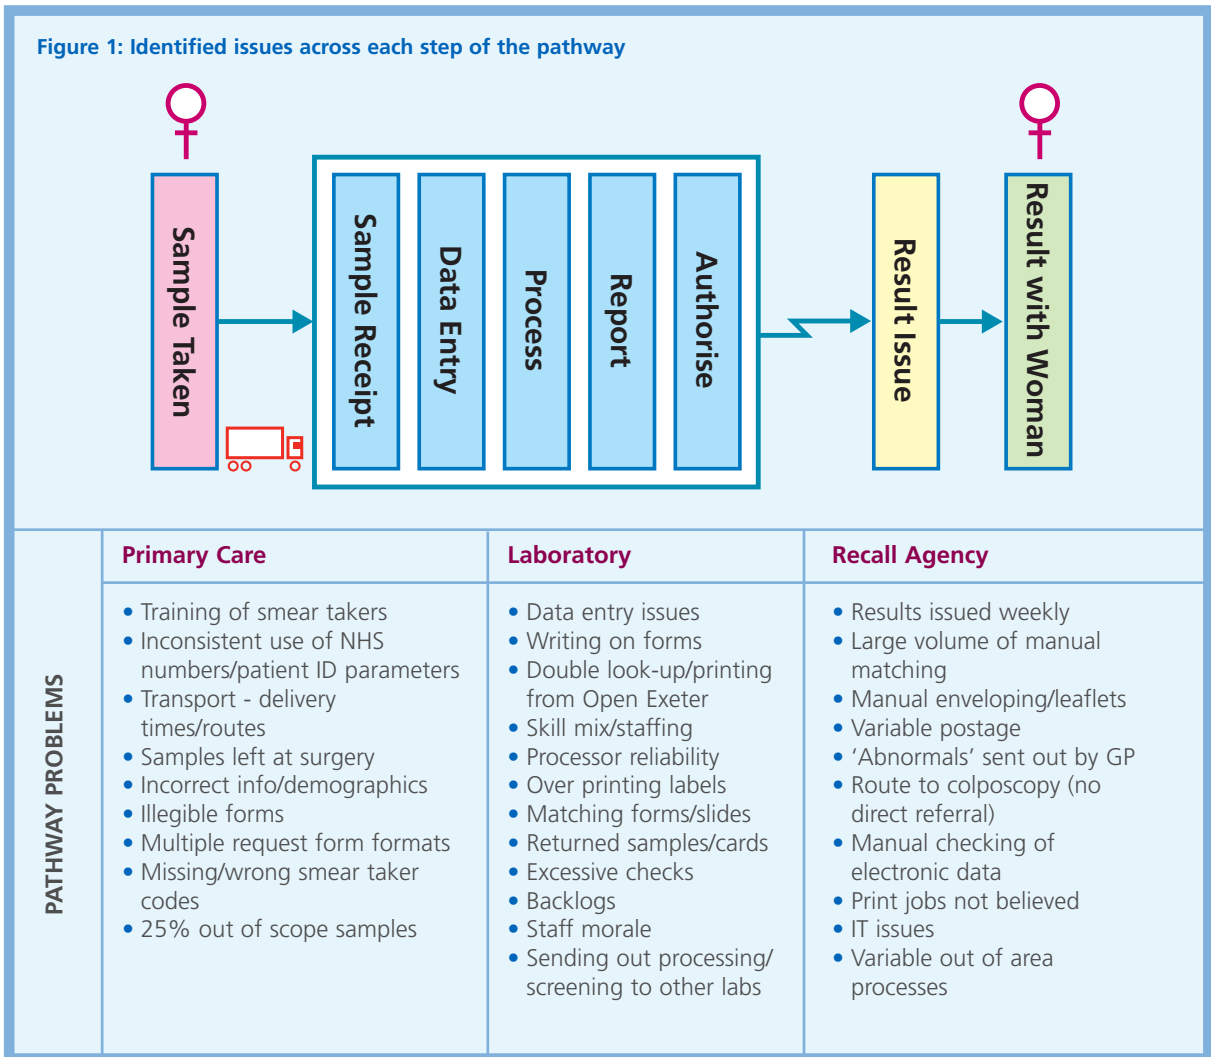 Figure 1: Identified issues across each step of the pathway
Sample Taken
Sample Receipt
Data Entry
Process
Report
Authorise
Result Issue
Result with Woman
PATHWAY PROBLEMS
Primary Care
• Training of smear takers
• Inconsistent use of NHS
numbers/patient ID parameters
• Transport - delivery
times/routes
• Samples left at surgery
• Incorrect info/demographics
• Illegible forms
• Multiple request form formats
• Missing/wrong smear taker
codes
• 25% out of scope samples
Laboratory
• Data entry issues
• Writing on forms
• Double look-up/printing
from Open Exeter
• Skill mix/staffing
• Processor reliability
• Over printing labels
• Matching forms/slides
• Returned samples/cards
• Excessive checks
• Backlogs
• Staff morale
• Sending out processing/
screening to other labs
Recall Agency
• Results issued weekly
• Large volume of manual
matching
• Manual enveloping/leaflets
• Variable postage
• ‘Abnormals’ sent out by GP
• Route to colposcopy (no
direct referral)
• Manual checking of
electronic data
• Print jobs not believed
• IT issues
• Variable out of area
processes